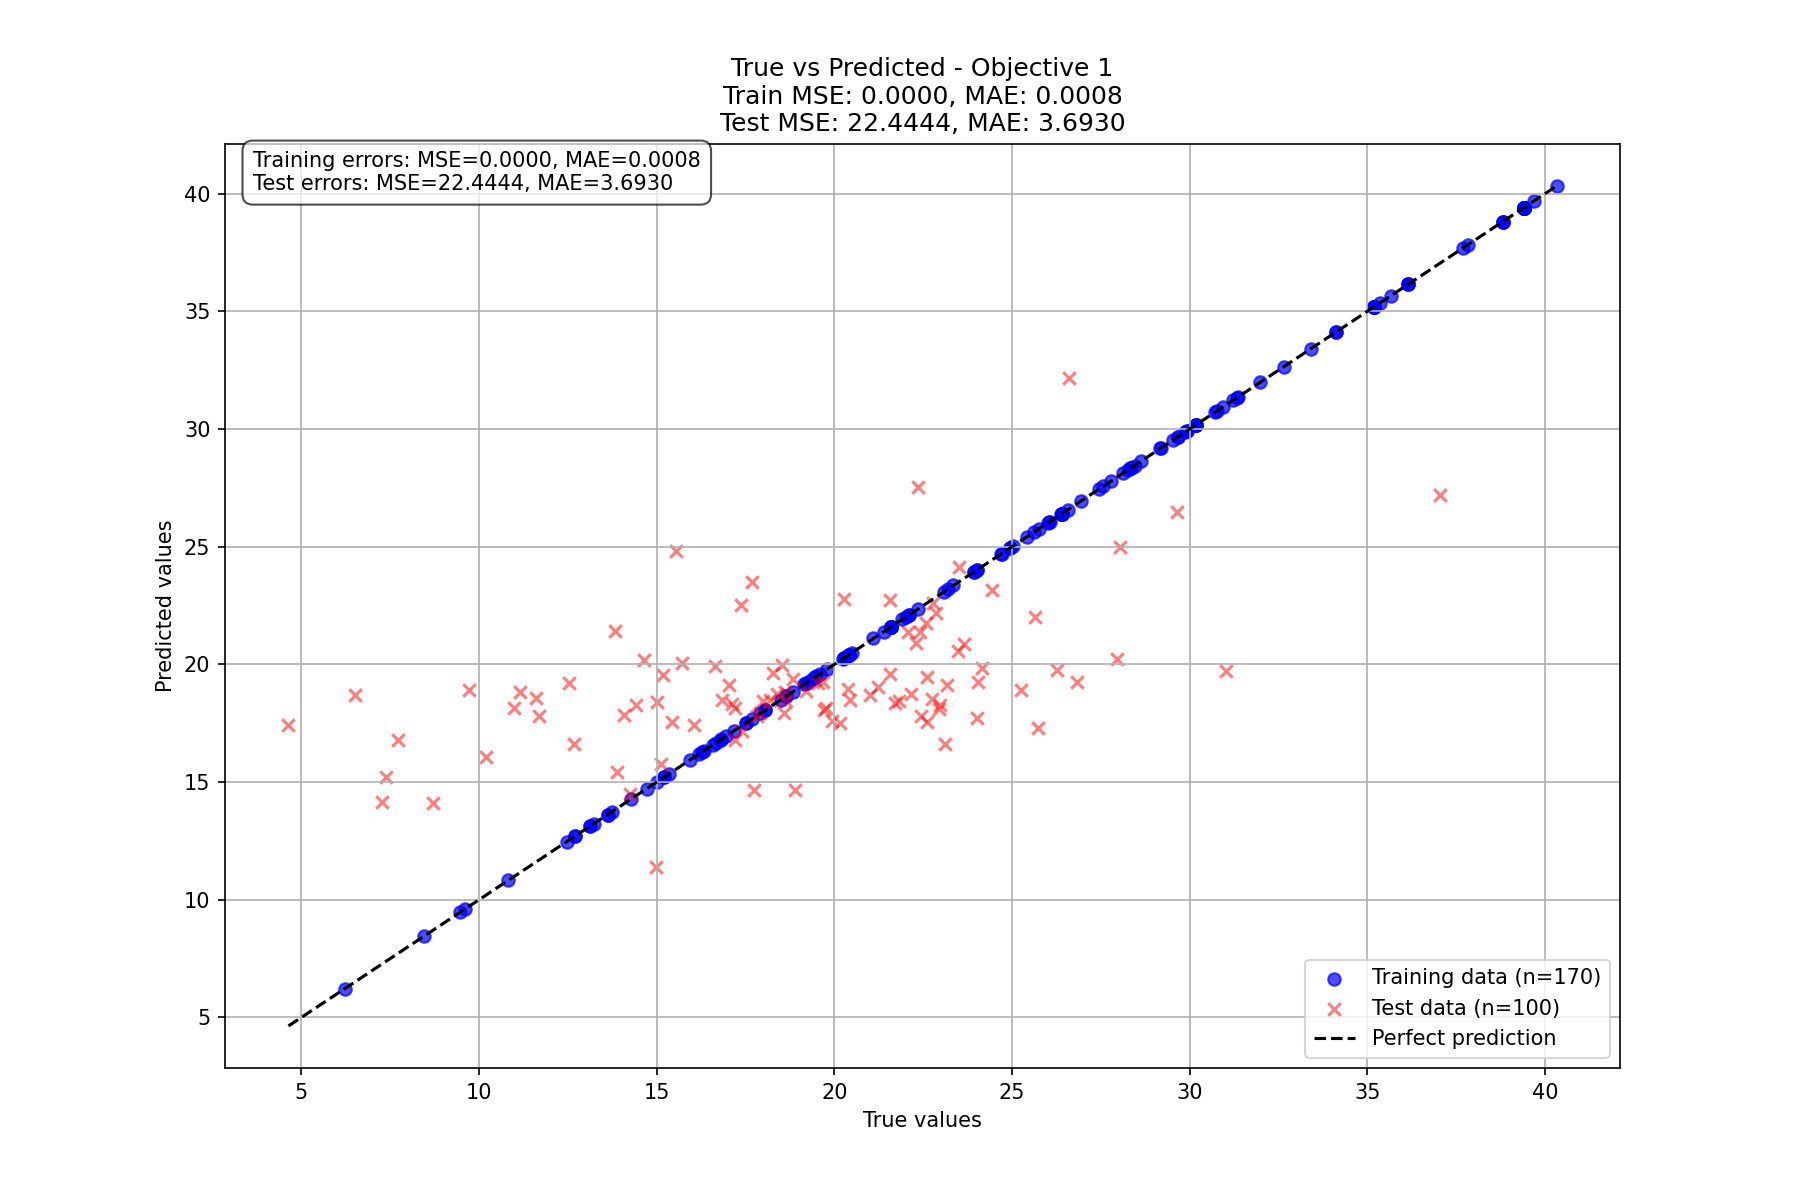 True vs Predicted - Objective 1
Train MSE: 0.0000, MAE: 0.0008
Test MSE: 22.4444, MAE: 3.6930
Training errors: MSE=0.0000, MAE=0.0008
Test errors: MSE=22.4444, MAE=3.6930
40
35
30
25
20
15
10
5
Predicted values
Training data (n=170)
Test data (n=100)
Perfect prediction
5 10 15 20 25 30 35 40
True values